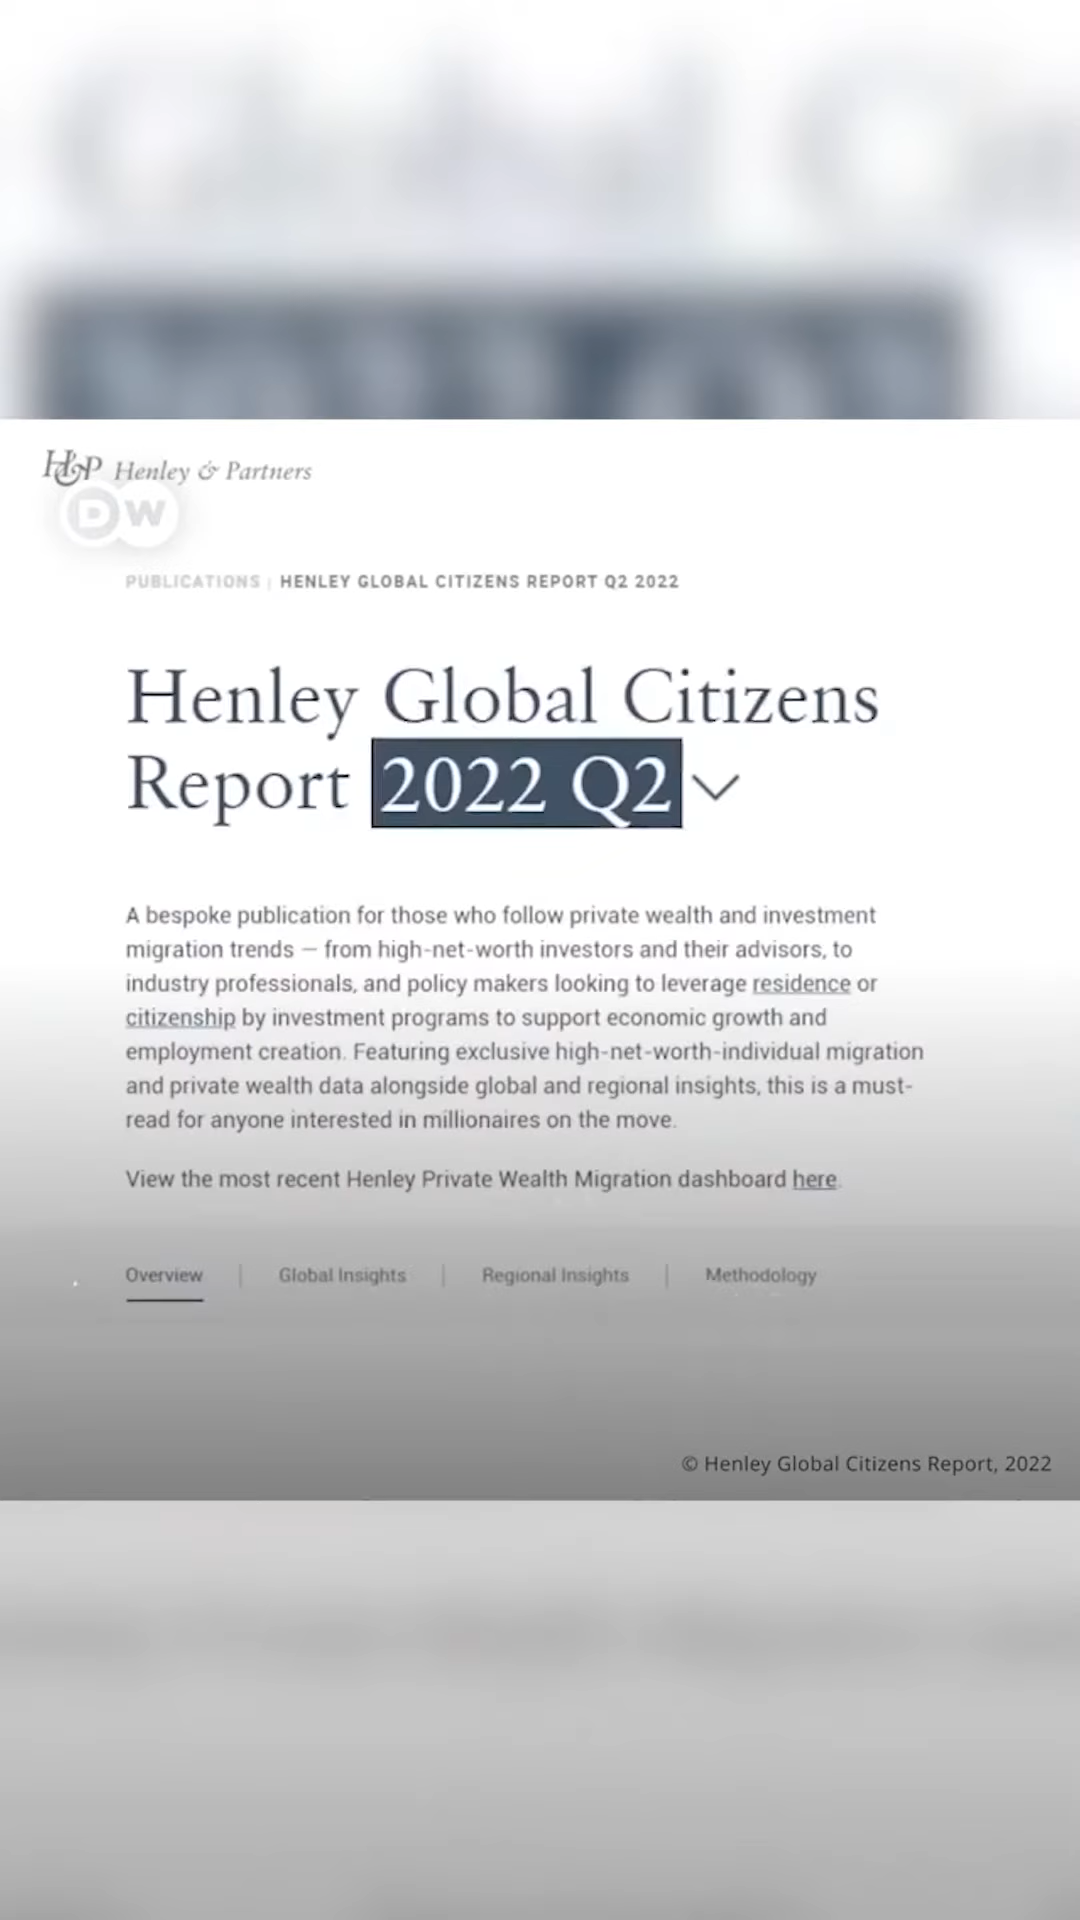 H&P Henley & Partners
DW
PUBLICATIONS | HENLEY GLOBAL CITIZENS REPORT Q2 2022
Henley Global Citizens
Report 2022 Q2
A bespoke publication for those who follow private wealth and investment
migration trends — from high-net-worth investors and their advisors, to
industry professionals, and policy makers looking to leverage residence or
citizenship by investment programs to support economic growth and
employment creation. Featuring exclusive high-net-worth-individual migration
and private wealth data alongside global and regional insights, this is a must-
read for anyone interested in millionaires on the move.
View the most recent Henley Private Wealth Migration dashboard here.
Overview | Global Insights | Regional Insights | Methodology
© Henley Global Citizens Report, 2022